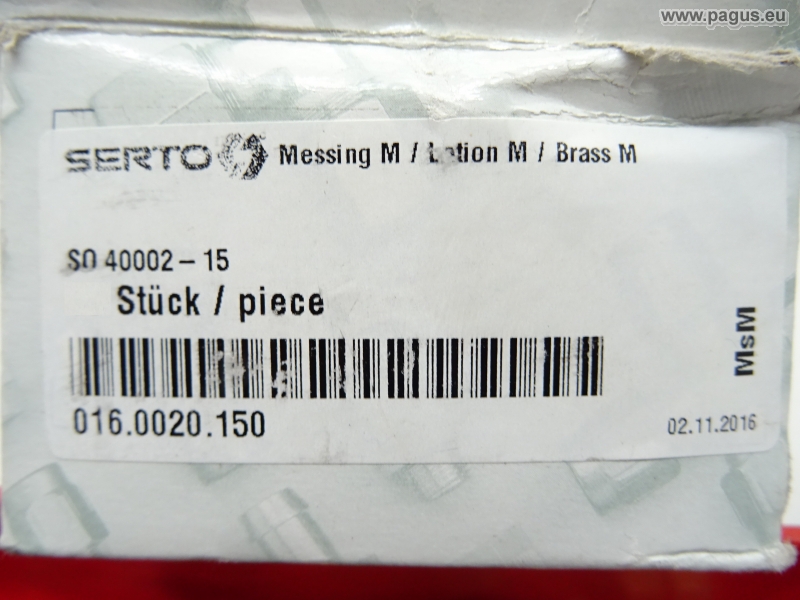 www.pagus.eu
SERTO Messing M / Laiton M / Brass M
SO 40002-15
Stück / piece
MsM
016.0020.150
02.11.2016